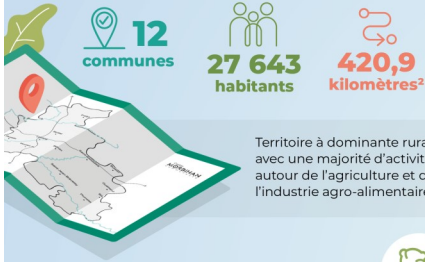 12
communes
27 643
habitants
420,9
kilomètres²
MORBIHAN
Territoire à dominante rura
avec une majorité d'activit
autour de l'agriculture et d
l'industrie agro-alimentaire